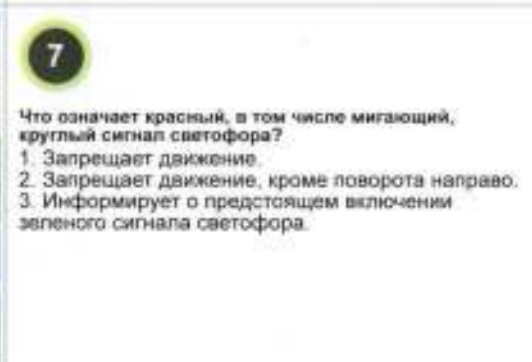 7
Что означает красный, в том числе мигающий,
круглый сигнал светофора?
1. Запрещает движение.
2. Запрещает движение, кроме поворота направо.
3. Информирует о предстоящем включении
зеленого сигнала светофора.